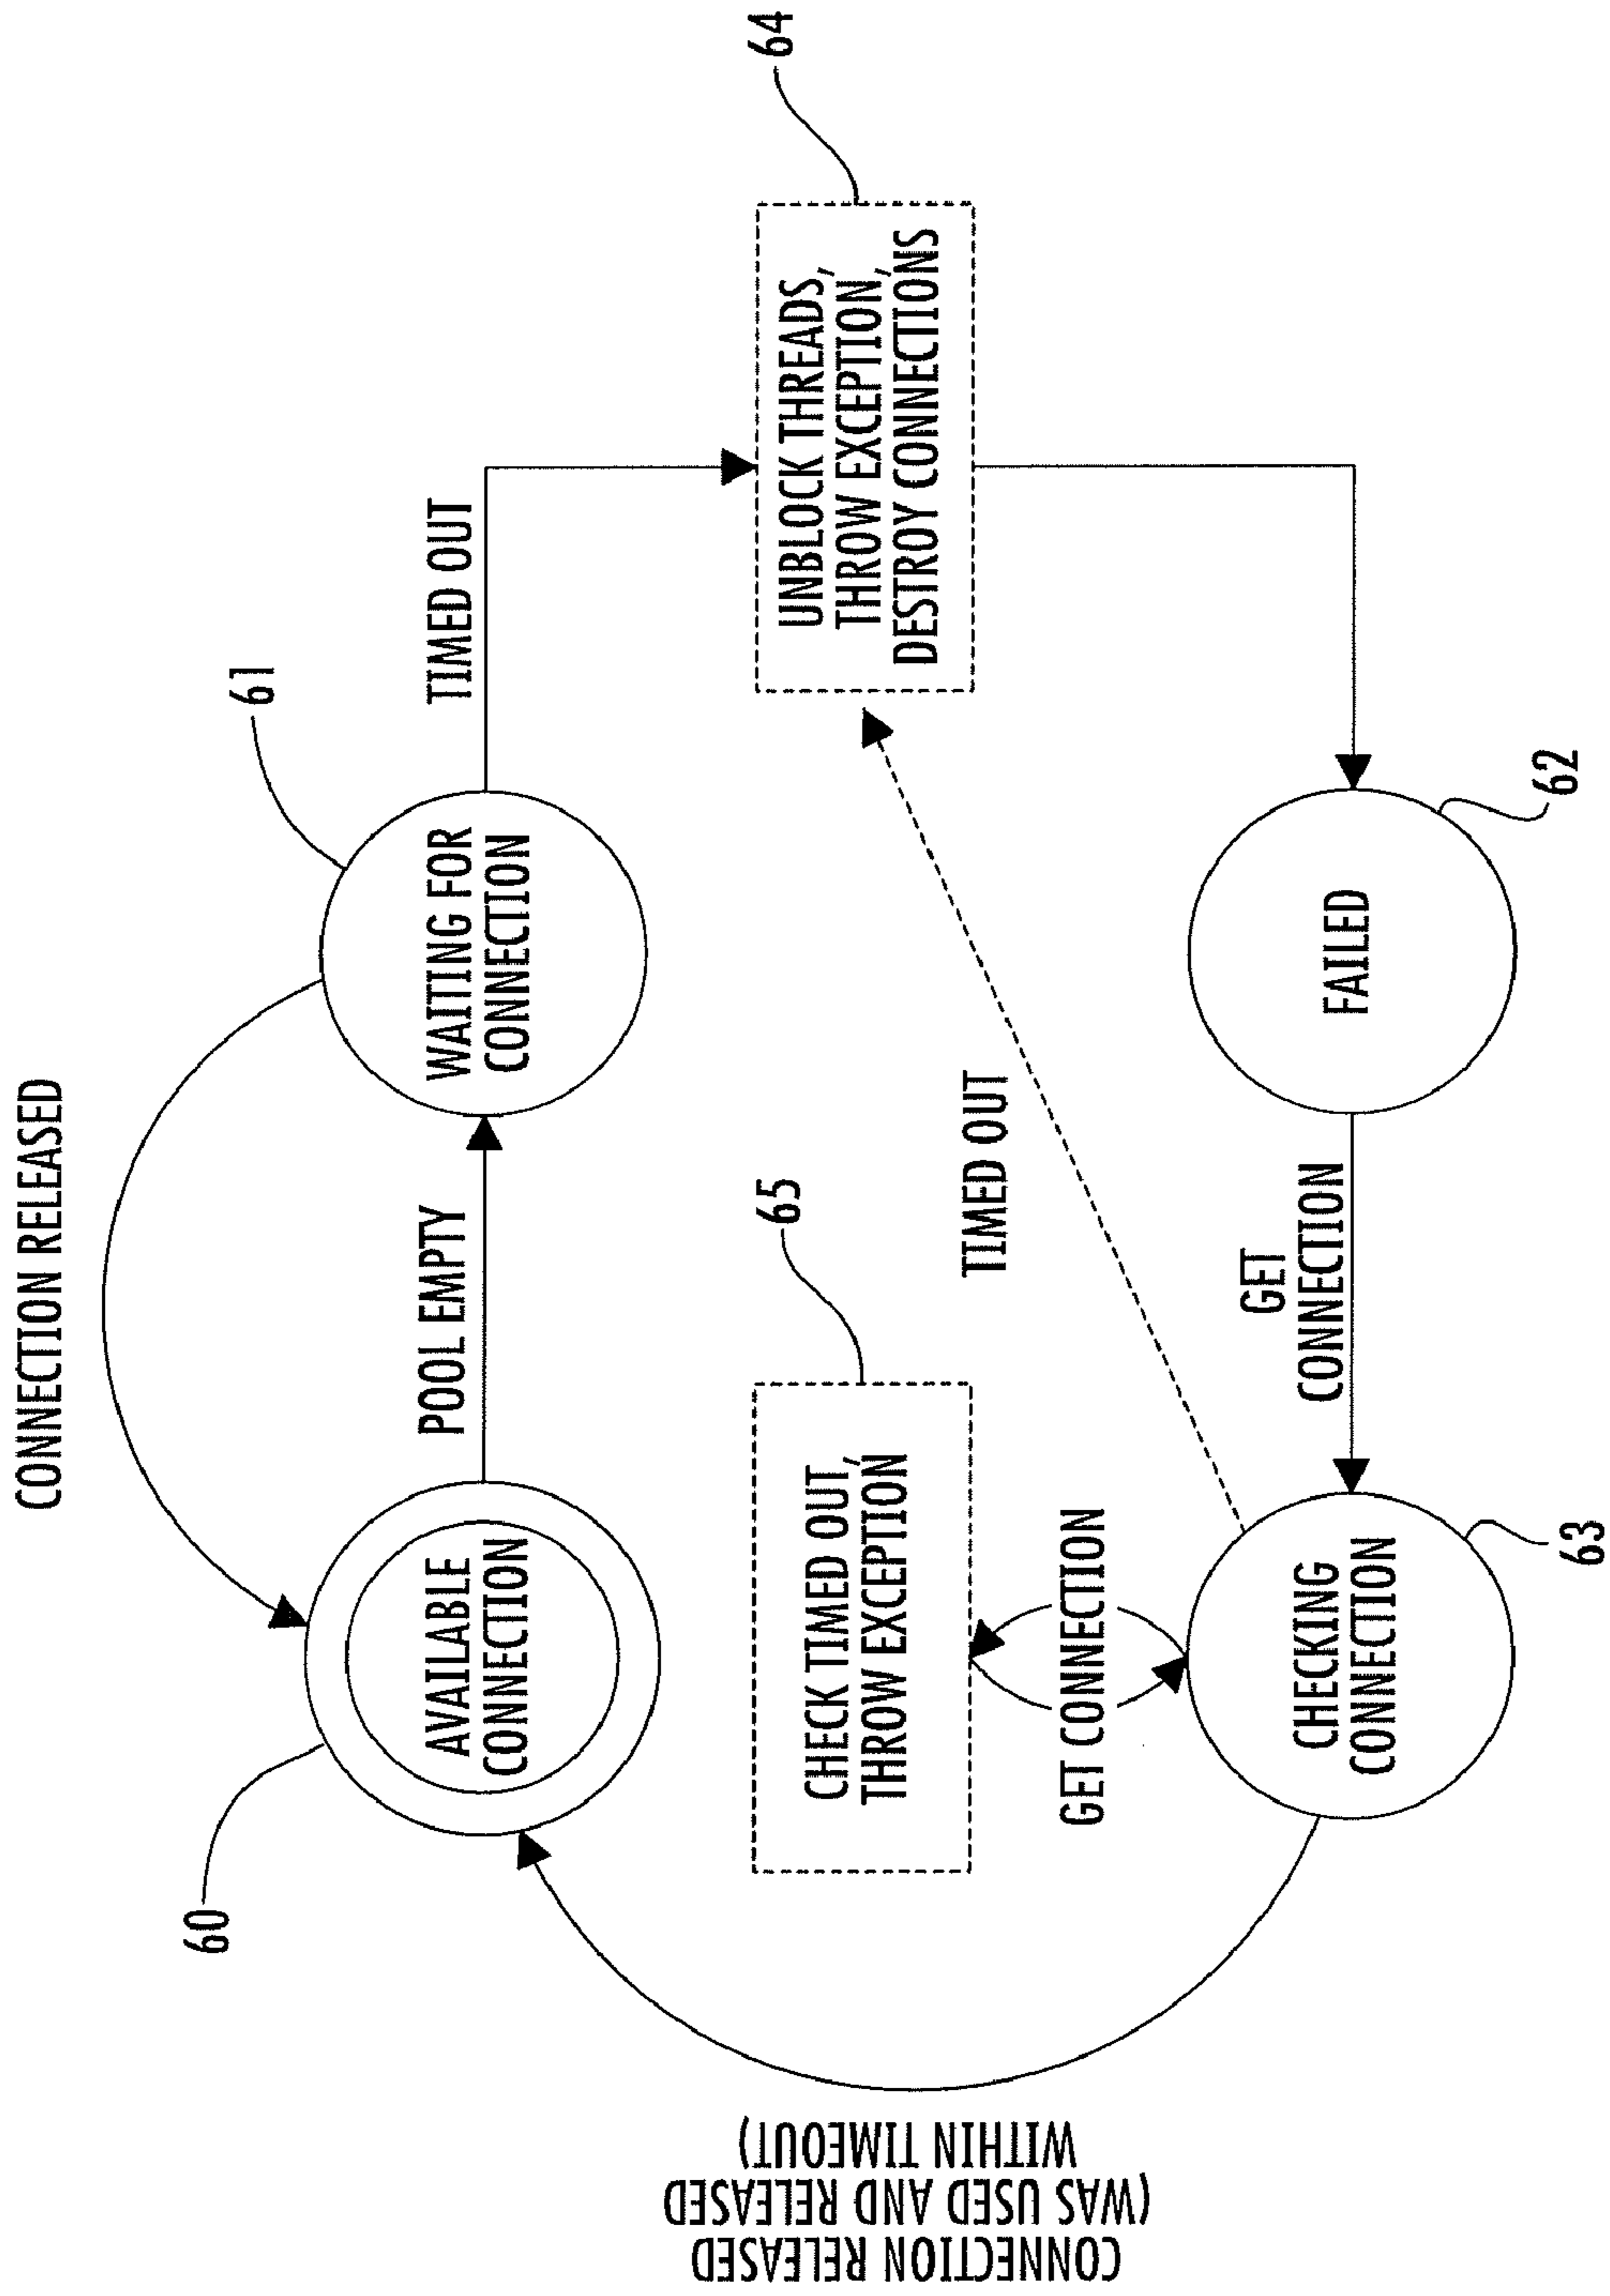 CONNECTION RELEASED
60
AVAILABLE
CONNECTION
POOL EMPTY
61
WAITING FOR
CONNECTION
TIMED OUT
64
UNBLOCK THREADS,
THROW EXCEPTION,
DESTROY CONNECTIONS
65
CHECK TIMED OUT,
THROW EXCEPTION
TIMED OUT
GET CONNECTION
CONNECTION RELEASED
(WAS USED AND RELEASED
WITHIN TIMEOUT)
CHECKING
CONNECTION
63
GET
CONNECTION
FAILED
62